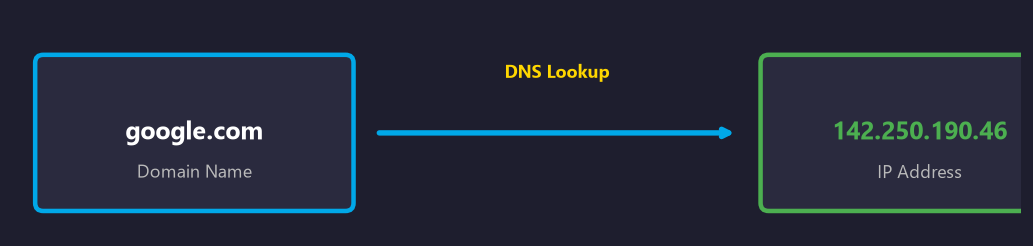 DNS Lookup
google.com
142.250.190.46
Domain Name
IP Address